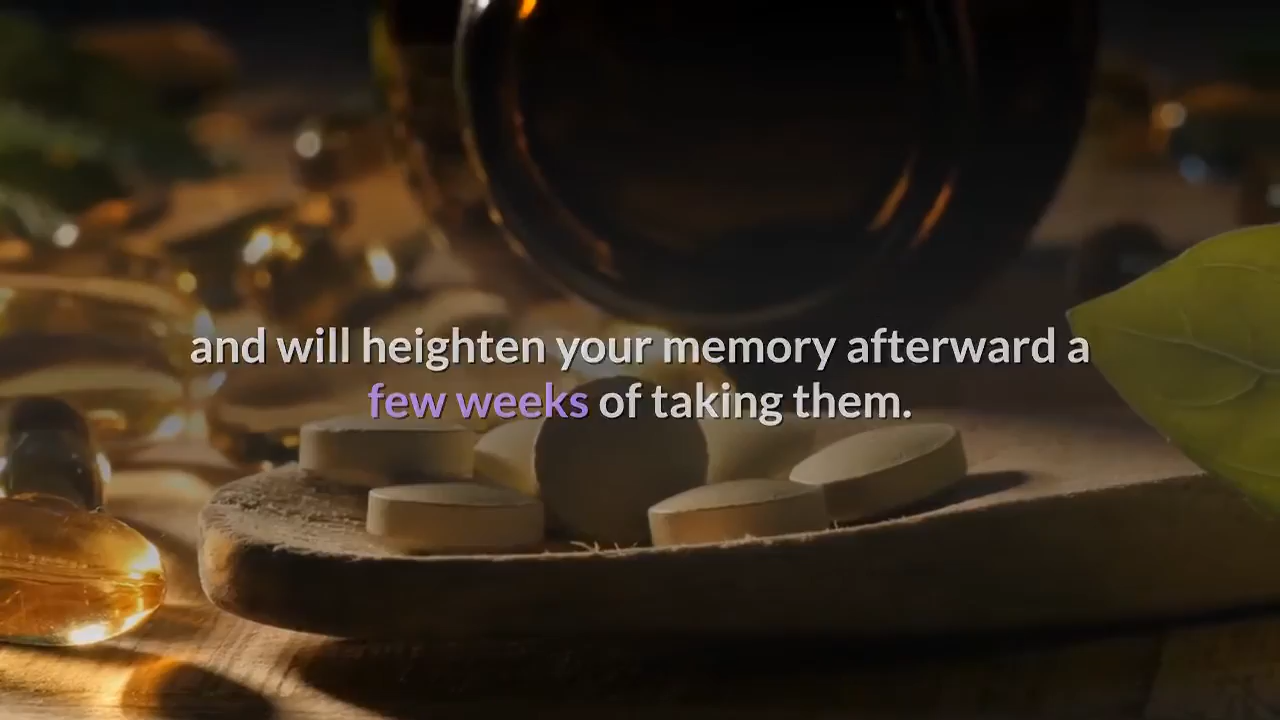 and will heighten your memory afterward a
few weeks of taking them.